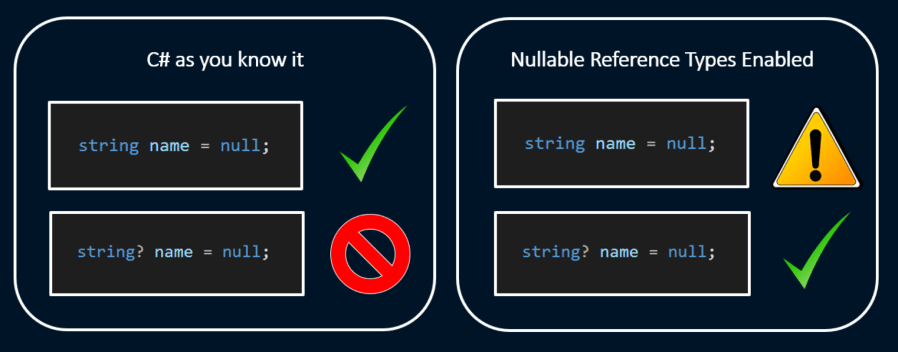 C# as you know it
string name = null;
string? name = null;
Nullable Reference Types Enabled
string name = null;
string? name = null;